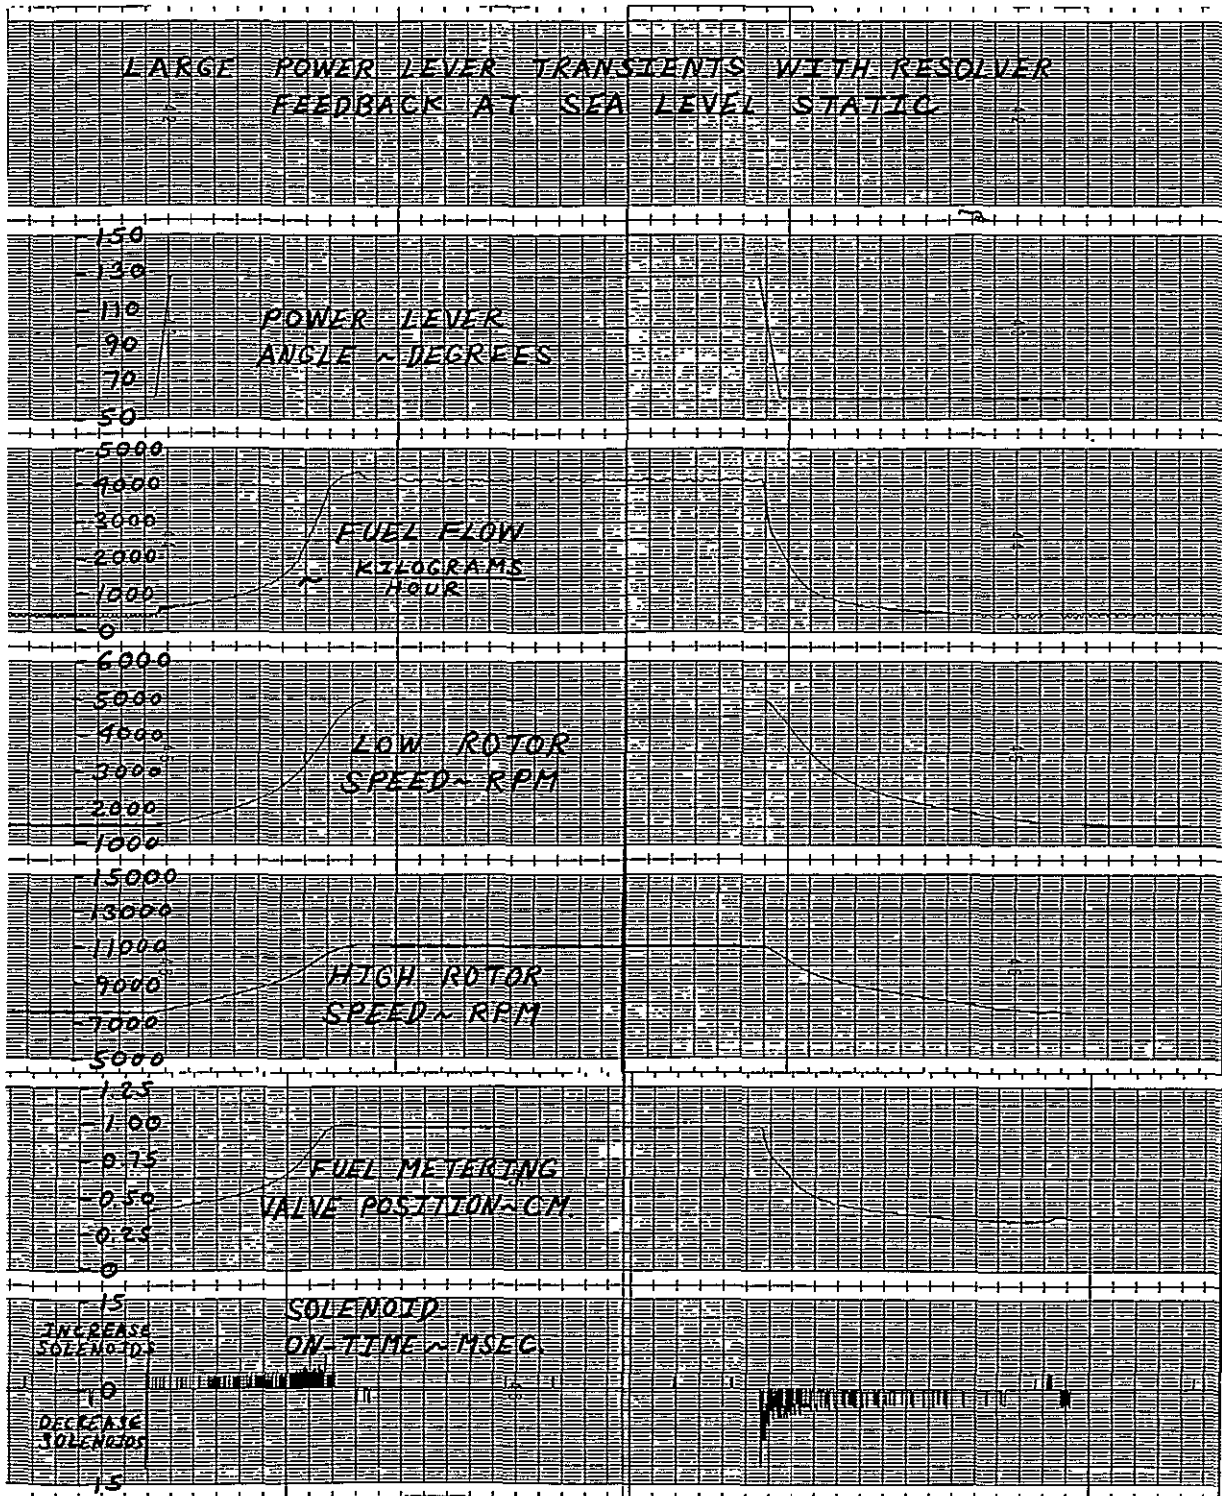 LARGE POWER LEVER TRANSIENTS WITH RESOLVER
FEEDBACK AT SEA LEVEL STATIC
150
130
110
90
70
50
POWER LEVER
ANGLE ~ DEGREES
5000
4000
3000
2000
1000
0
FUEL FLOW
~ KILOGRAMS
HOUR
6000
5000
4000
3000
2000
1000
LOW ROTOR
SPEED ~ RPM
15000
13000
11000
9000
7000
5000
HIGH ROTOR
SPEED ~ RPM
1.25
1.00
0.75
0.50
0.25
0
FUEL METERING
VALVE POSITION ~ CM.
15
INCREASE
SOLENOIDS
0
DECREASE
SOLENOIDS
15
SOLENOID
ON-TIME ~ MSEC.